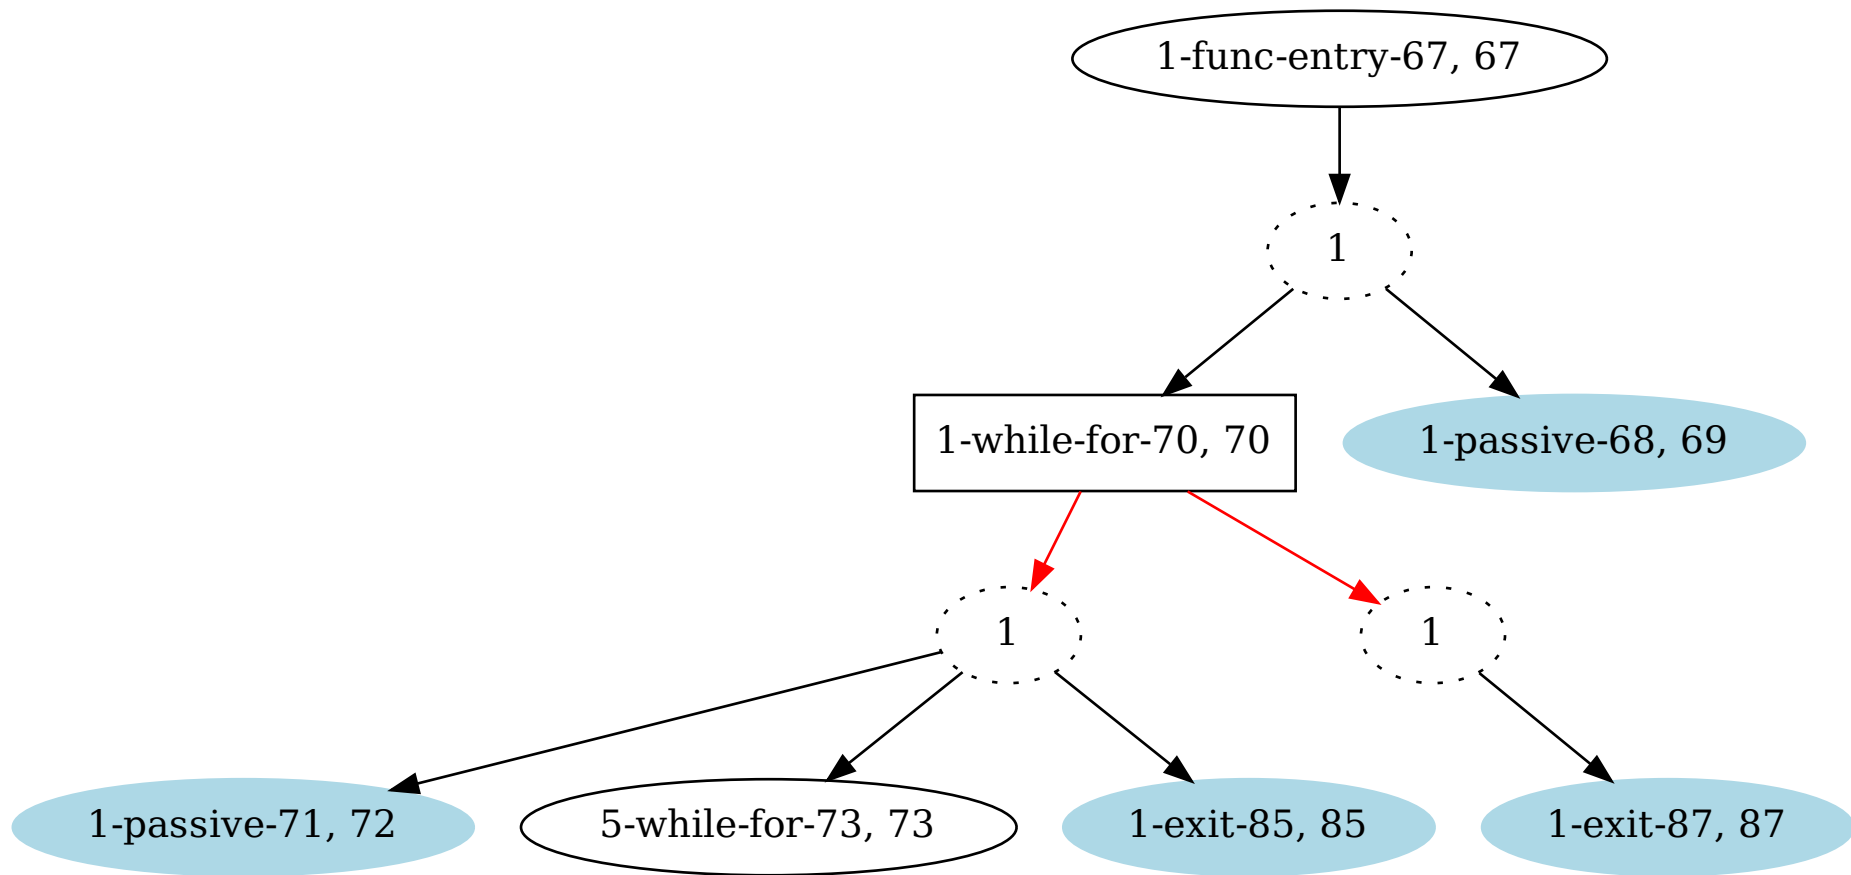 1-func-entry-67, 67
1
1-while-for-70, 70
1-passive-68, 69
1
1
1-passive-71, 72
5-while-for-73, 73
1-exit-85, 85
1-exit-87, 87